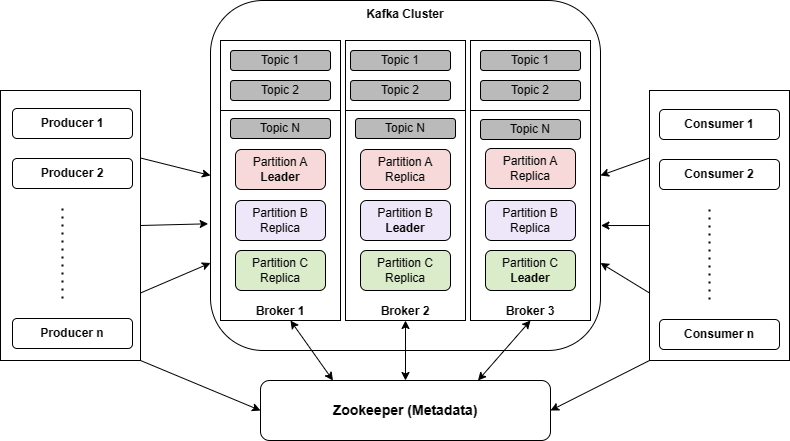 Kafka Cluster
Topic 1
Topic 2
Topic N
Partition A
Leader
Partition B
Replica
Partition C
Replica
Broker 1
Topic 1
Topic 2
Topic N
Partition A
Replica
Partition B
Leader
Partition C
Replica
Broker 2
Topic 1
Topic 2
Topic N
Partition A
Replica
Partition B
Replica
Partition C
Leader
Broker 3
Producer 1
Producer 2
Producer n
Consumer 1
Consumer 2
Consumer n
Zookeeper (Metadata)